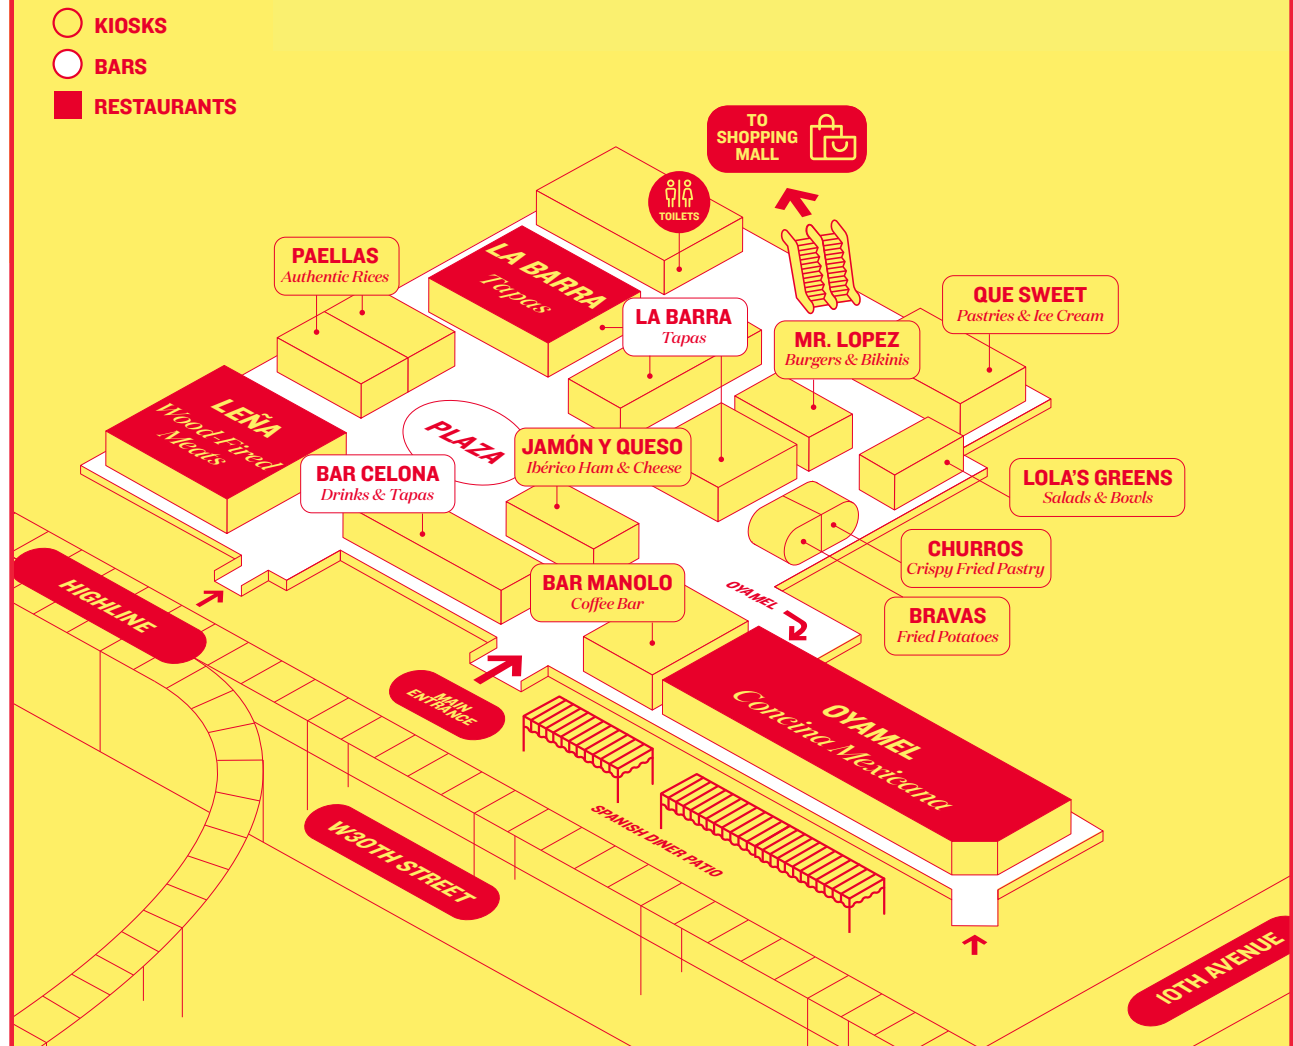 KIOSKS
BARS
RESTAURANTS
TO
SHOPPING
MALL
TOILETS
LA BARRA
Tapas
PAELLAS
Authentic Rices
QUE SWEET
Pastries & Ice Cream
LA BARRA
Tapas
MR. LOPEZ
Burgers & Bikinis
LEÑA
Wood-Fired
Meats
PLAZA
JAMÓN Y QUESO
Ibérico Ham & Cheese
BAR CELONA
Drinks & Tapas
LOLA'S GREENS
Salads & Bowls
CHURROS
Crispy Fried Pastry
BAR MANOLO
Coffee Bar
OYAMEL
BRAVAS
Fried Potatoes
HIGHLINE
MAIN
ENTRANCE
OYAMEL
Concina Mexicana
SPANISH DINER PATIO
W30TH STREET
10TH AVENUE